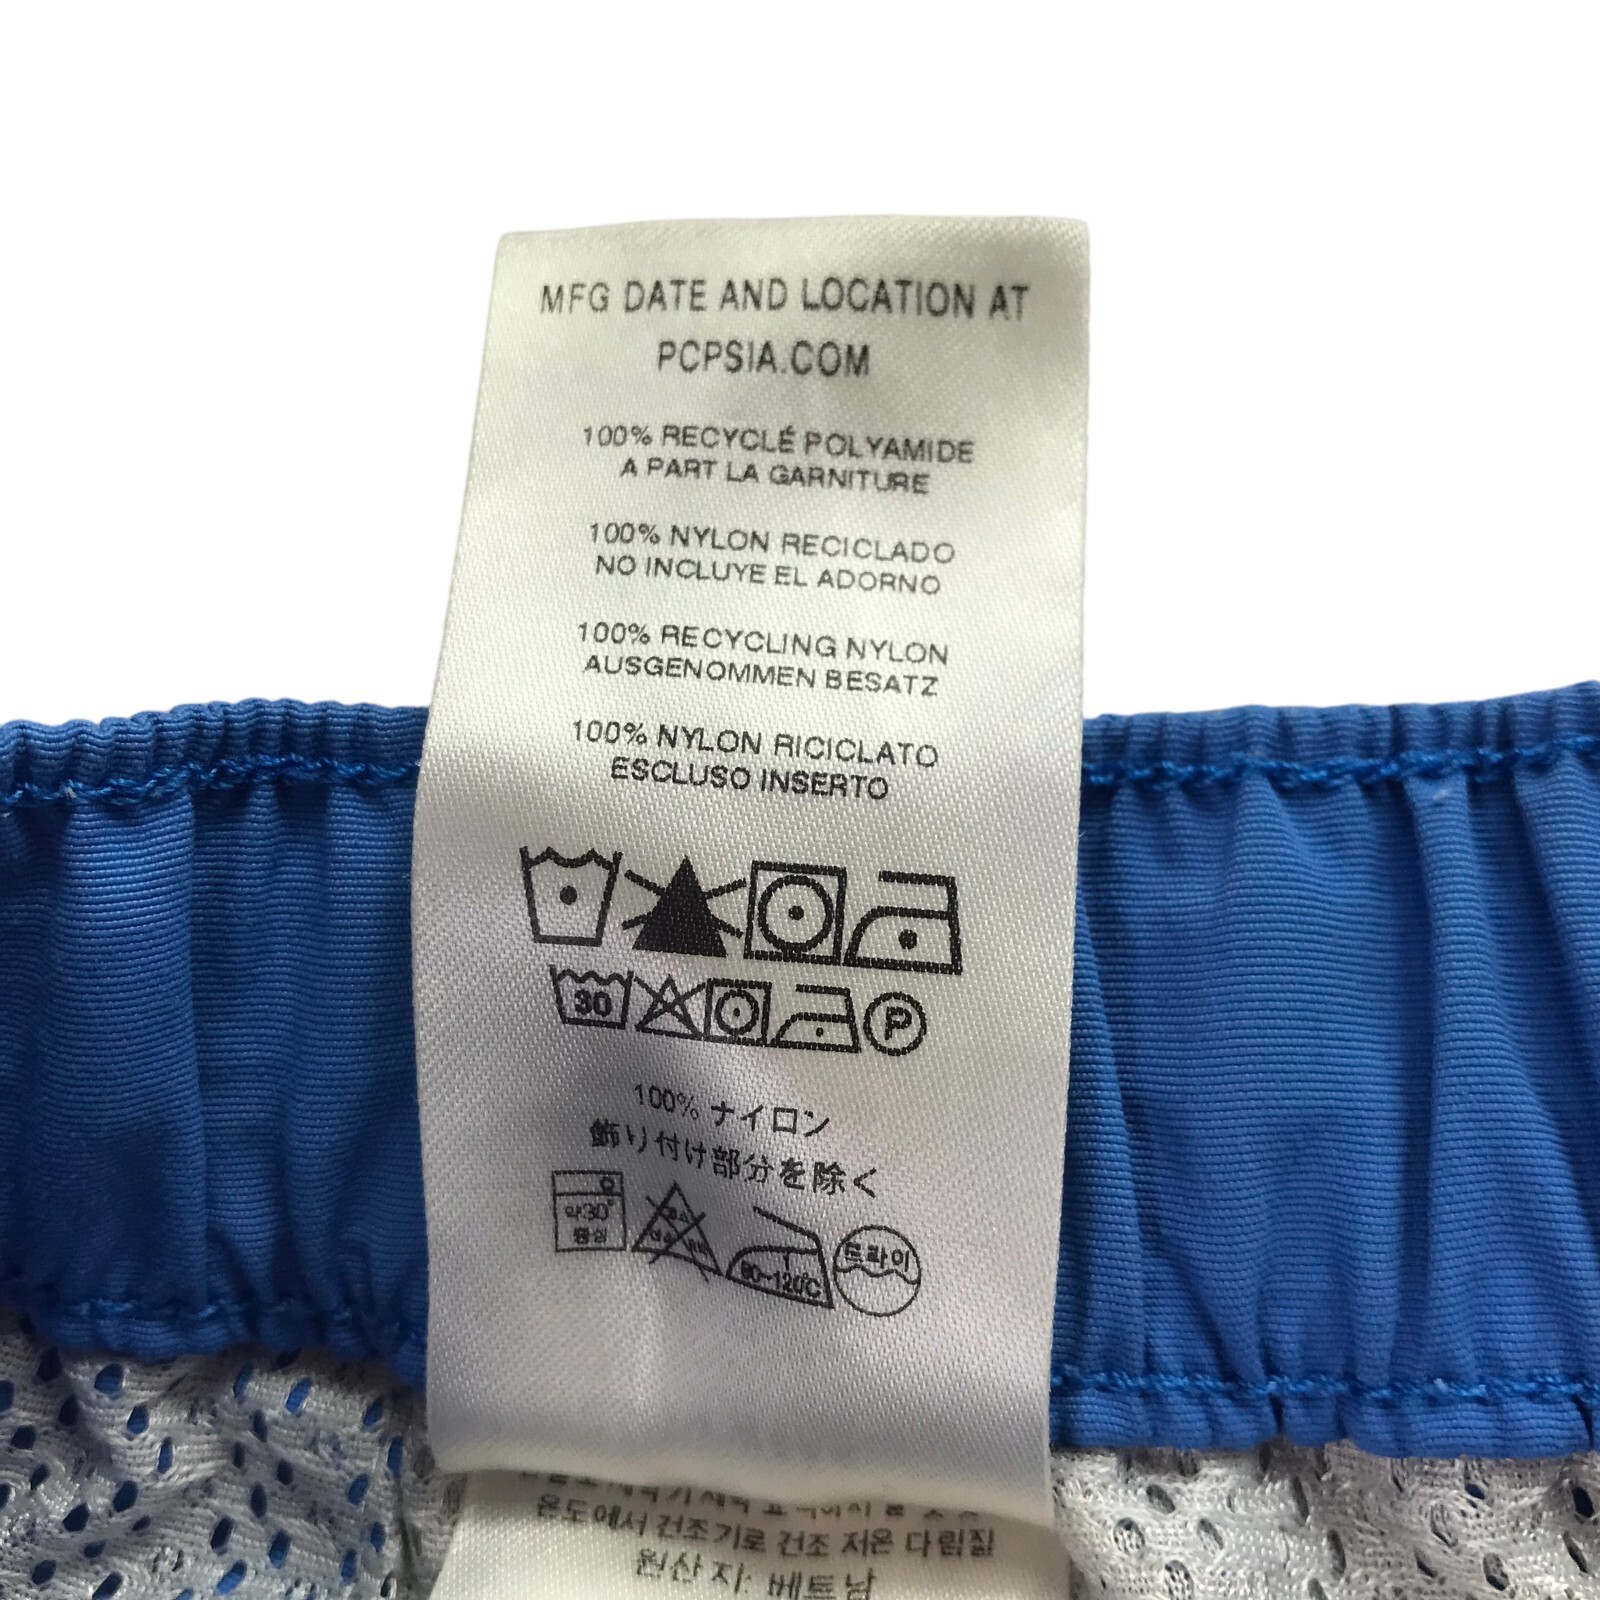 MFG DATE AND LOCATION AT
PCPSIA.COM
100% RECYCLÉ POLYAMIDE
A PART LA GARNITURE
100% NYLON RECICLADO
NO INCLUYE EL ADORNO
100% RECYCLING NYLON
AUSGENOMMEN BESATZ
100% NYLON RICICLATO
ESCLUSO INSERTO
30
P
100% ナイロン
飾り付け部分を除く
약30°
중성
80~120℃
드라이
온도에서 건조기로 건조 저온 다림질
원산지: 베트남